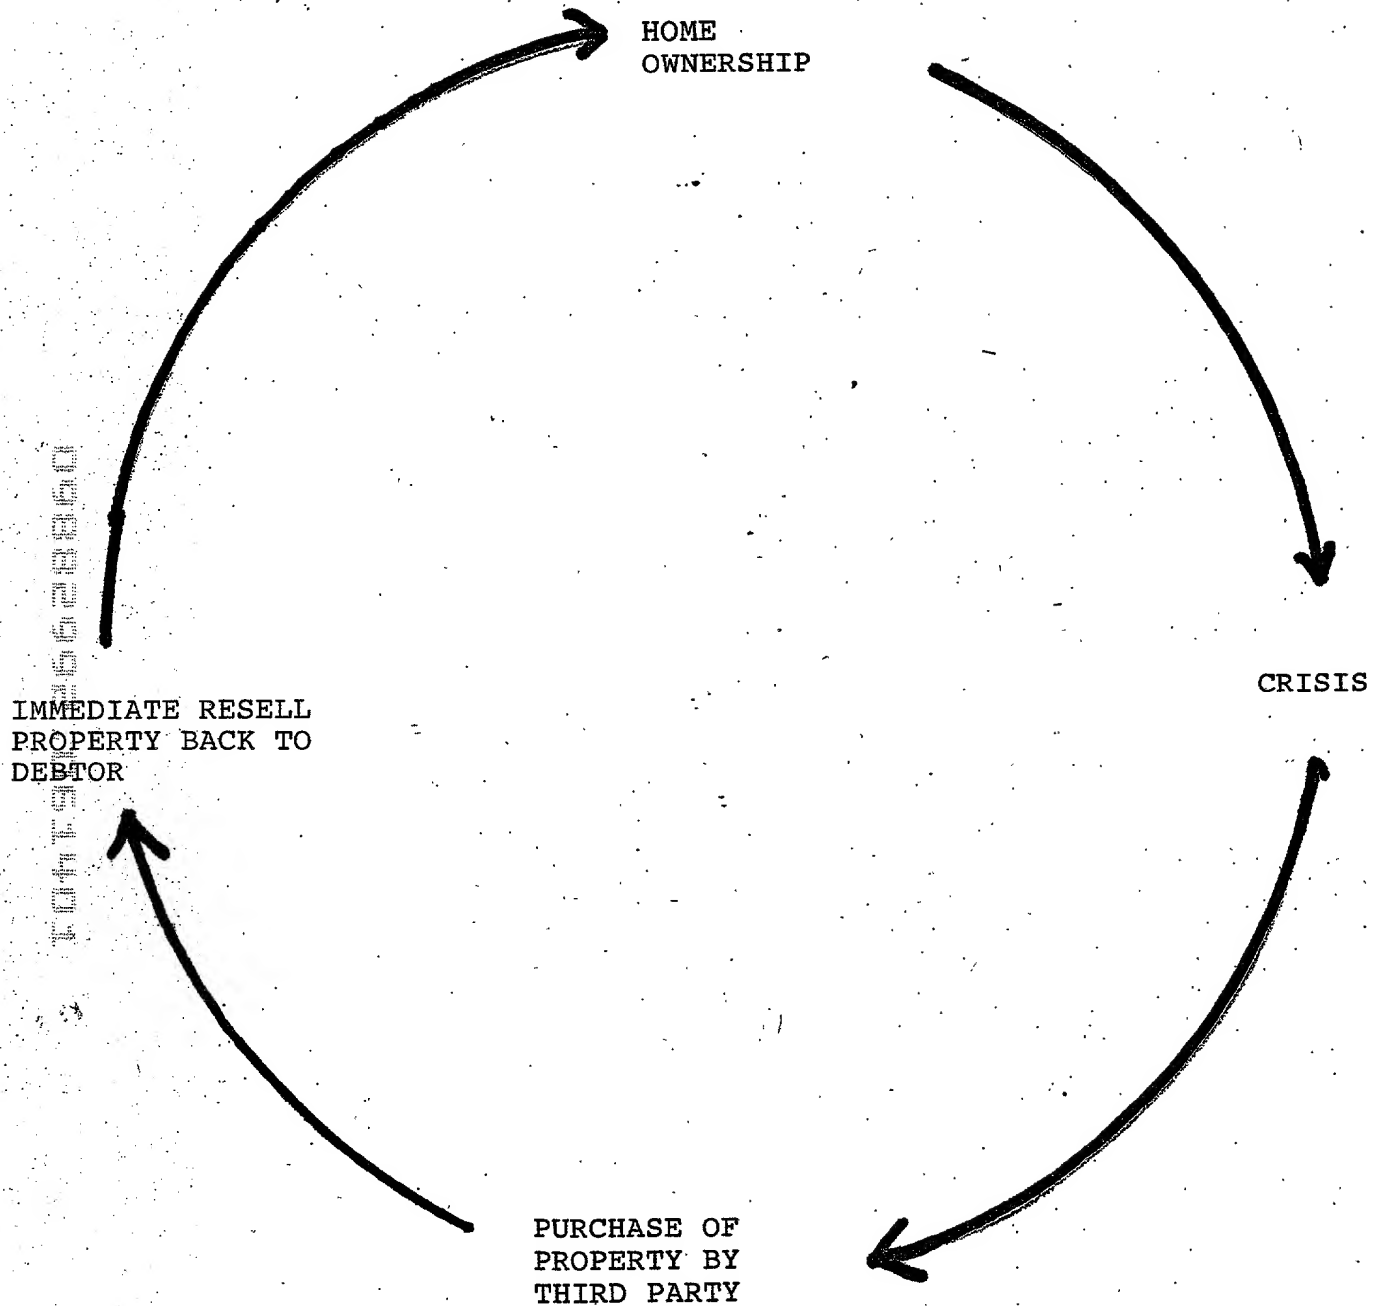 HOME
OWNERSHIP
CRISIS
IMMEDIATE RESELL
PROPERTY BACK TO
DEBTOR
PURCHASE OF
PROPERTY BY
THIRD PARTY